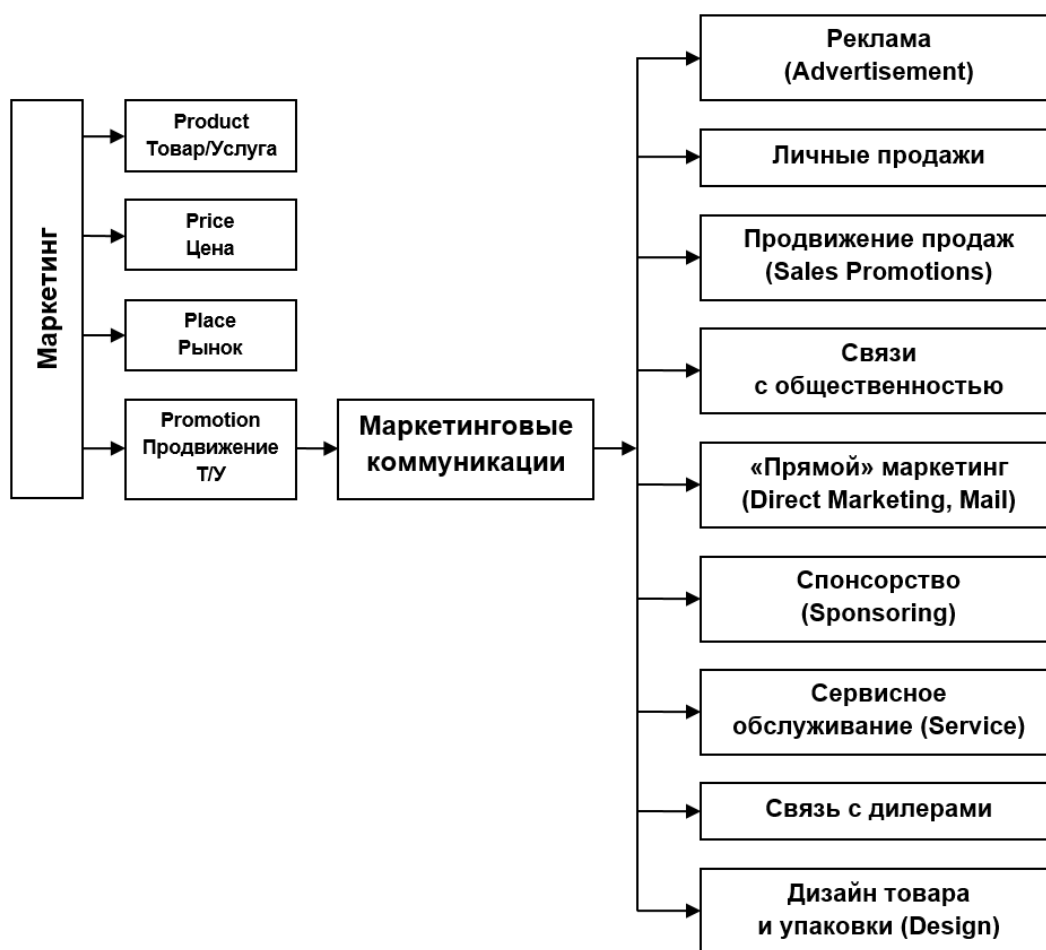 Маркетинг
Product
Товар/Услуга
Price
Цена
Place
Рынок
Promotion
Продвижение
Т/У
Маркетинговые
коммуникации
Реклама
(Advertisement)
Личные продажи
Продвижение продаж
(Sales Promotions)
Связи
с общественностью
«Прямой» маркетинг
(Direct Marketing, Mail)
Спонсорство
(Sponsoring)
Сервисное
обслуживание (Service)
Связь с дилерами
Дизайн товара
и упаковки (Design)